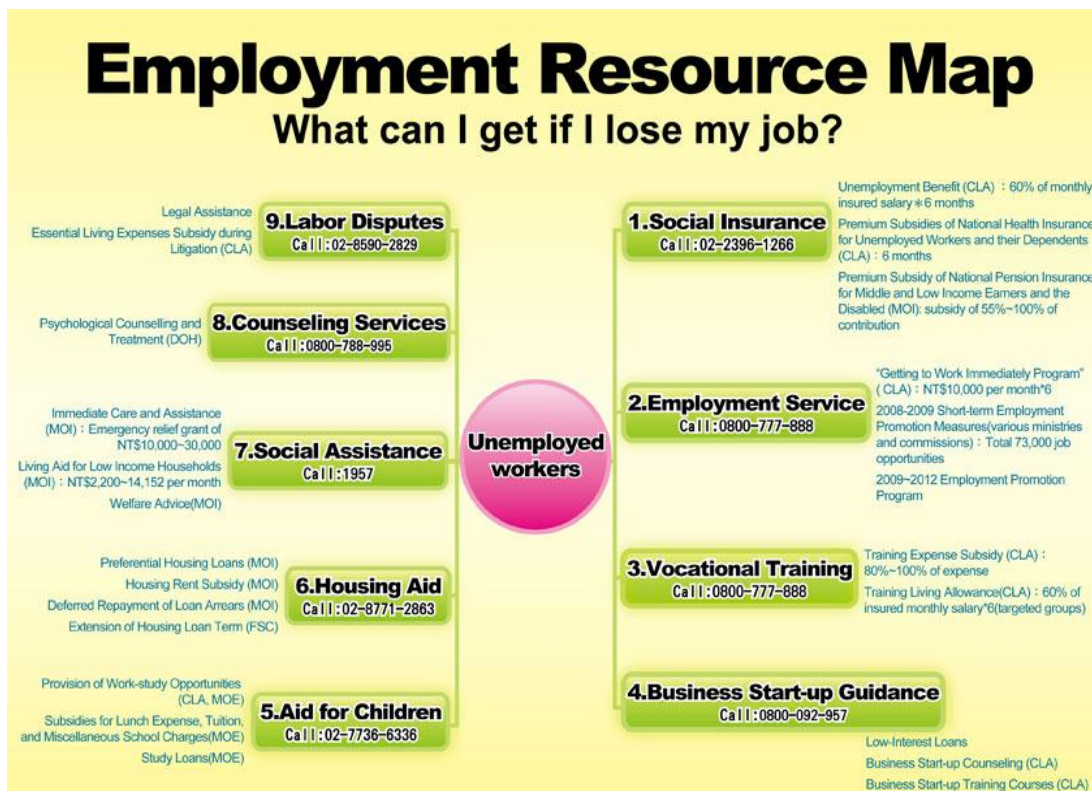 Employment Resource Map
What can I get if I lose my job?
Unemployed
workers
1.Social Insurance
Call:02-2396-1266
Unemployment Benefit (CLA)：60% of monthly
insured salary＊6 months
Premium Subsidies of National Health Insurance
for Unemployed Workers and their Dependents
(CLA)：6 months
Premium Subsidy of National Pension Insurance
for Middle and Low Income Earners and the
Disabled (MOI): subsidy of 55%~100% of
contribution
2.Employment Service
Call:0800-777-888
“Getting to Work Immediately Program”
( CLA)：NT$10,000 per month*6
2008-2009 Short-term Employment
Promotion Measures(various ministries
and commissions)：Total 73,000 job
opportunities
2009~2012 Employment Promotion
Program
3.Vocational Training
Call:0800-777-888
Training Expense Subsidy (CLA)：
80%~100% of expense
Training Living Allowance(CLA)：60% of
insured monthly salary*6(targeted groups)
4.Business Start-up Guidance
Call:0800-092-957
Low-Interest Loans
Business Start-up Counseling (CLA)
Business Start-up Training Courses (CLA)
5.Aid for Children
Call:02-7736-6336
Provision of Work-study Opportunities
(CLA, MOE)
Subsidies for Lunch Expense, Tuition,
and Miscellaneous School Charges(MOE)
Study Loans(MOE)
6.Housing Aid
Call:02-8771-2863
Preferential Housing Loans (MOI)
Housing Rent Subsidy (MOI)
Deferred Repayment of Loan Arrears (MOI)
Extension of Housing Loan Term (FSC)
7.Social Assistance
Call:1957
Immediate Care and Assistance
(MOI)：Emergency relief grant of
NT$10,000~30,000
Living Aid for Low Income Households
(MOI)：NT$2,200~14,152 per month
Welfare Advice(MOI)
8.Counseling Services
Call:0800-788-995
Psychological Counselling and
Treatment (DOH)
9.Labor Disputes
Call:02-8590-2829
Legal Assistance
Essential Living Expenses Subsidy during
Litigation (CLA)